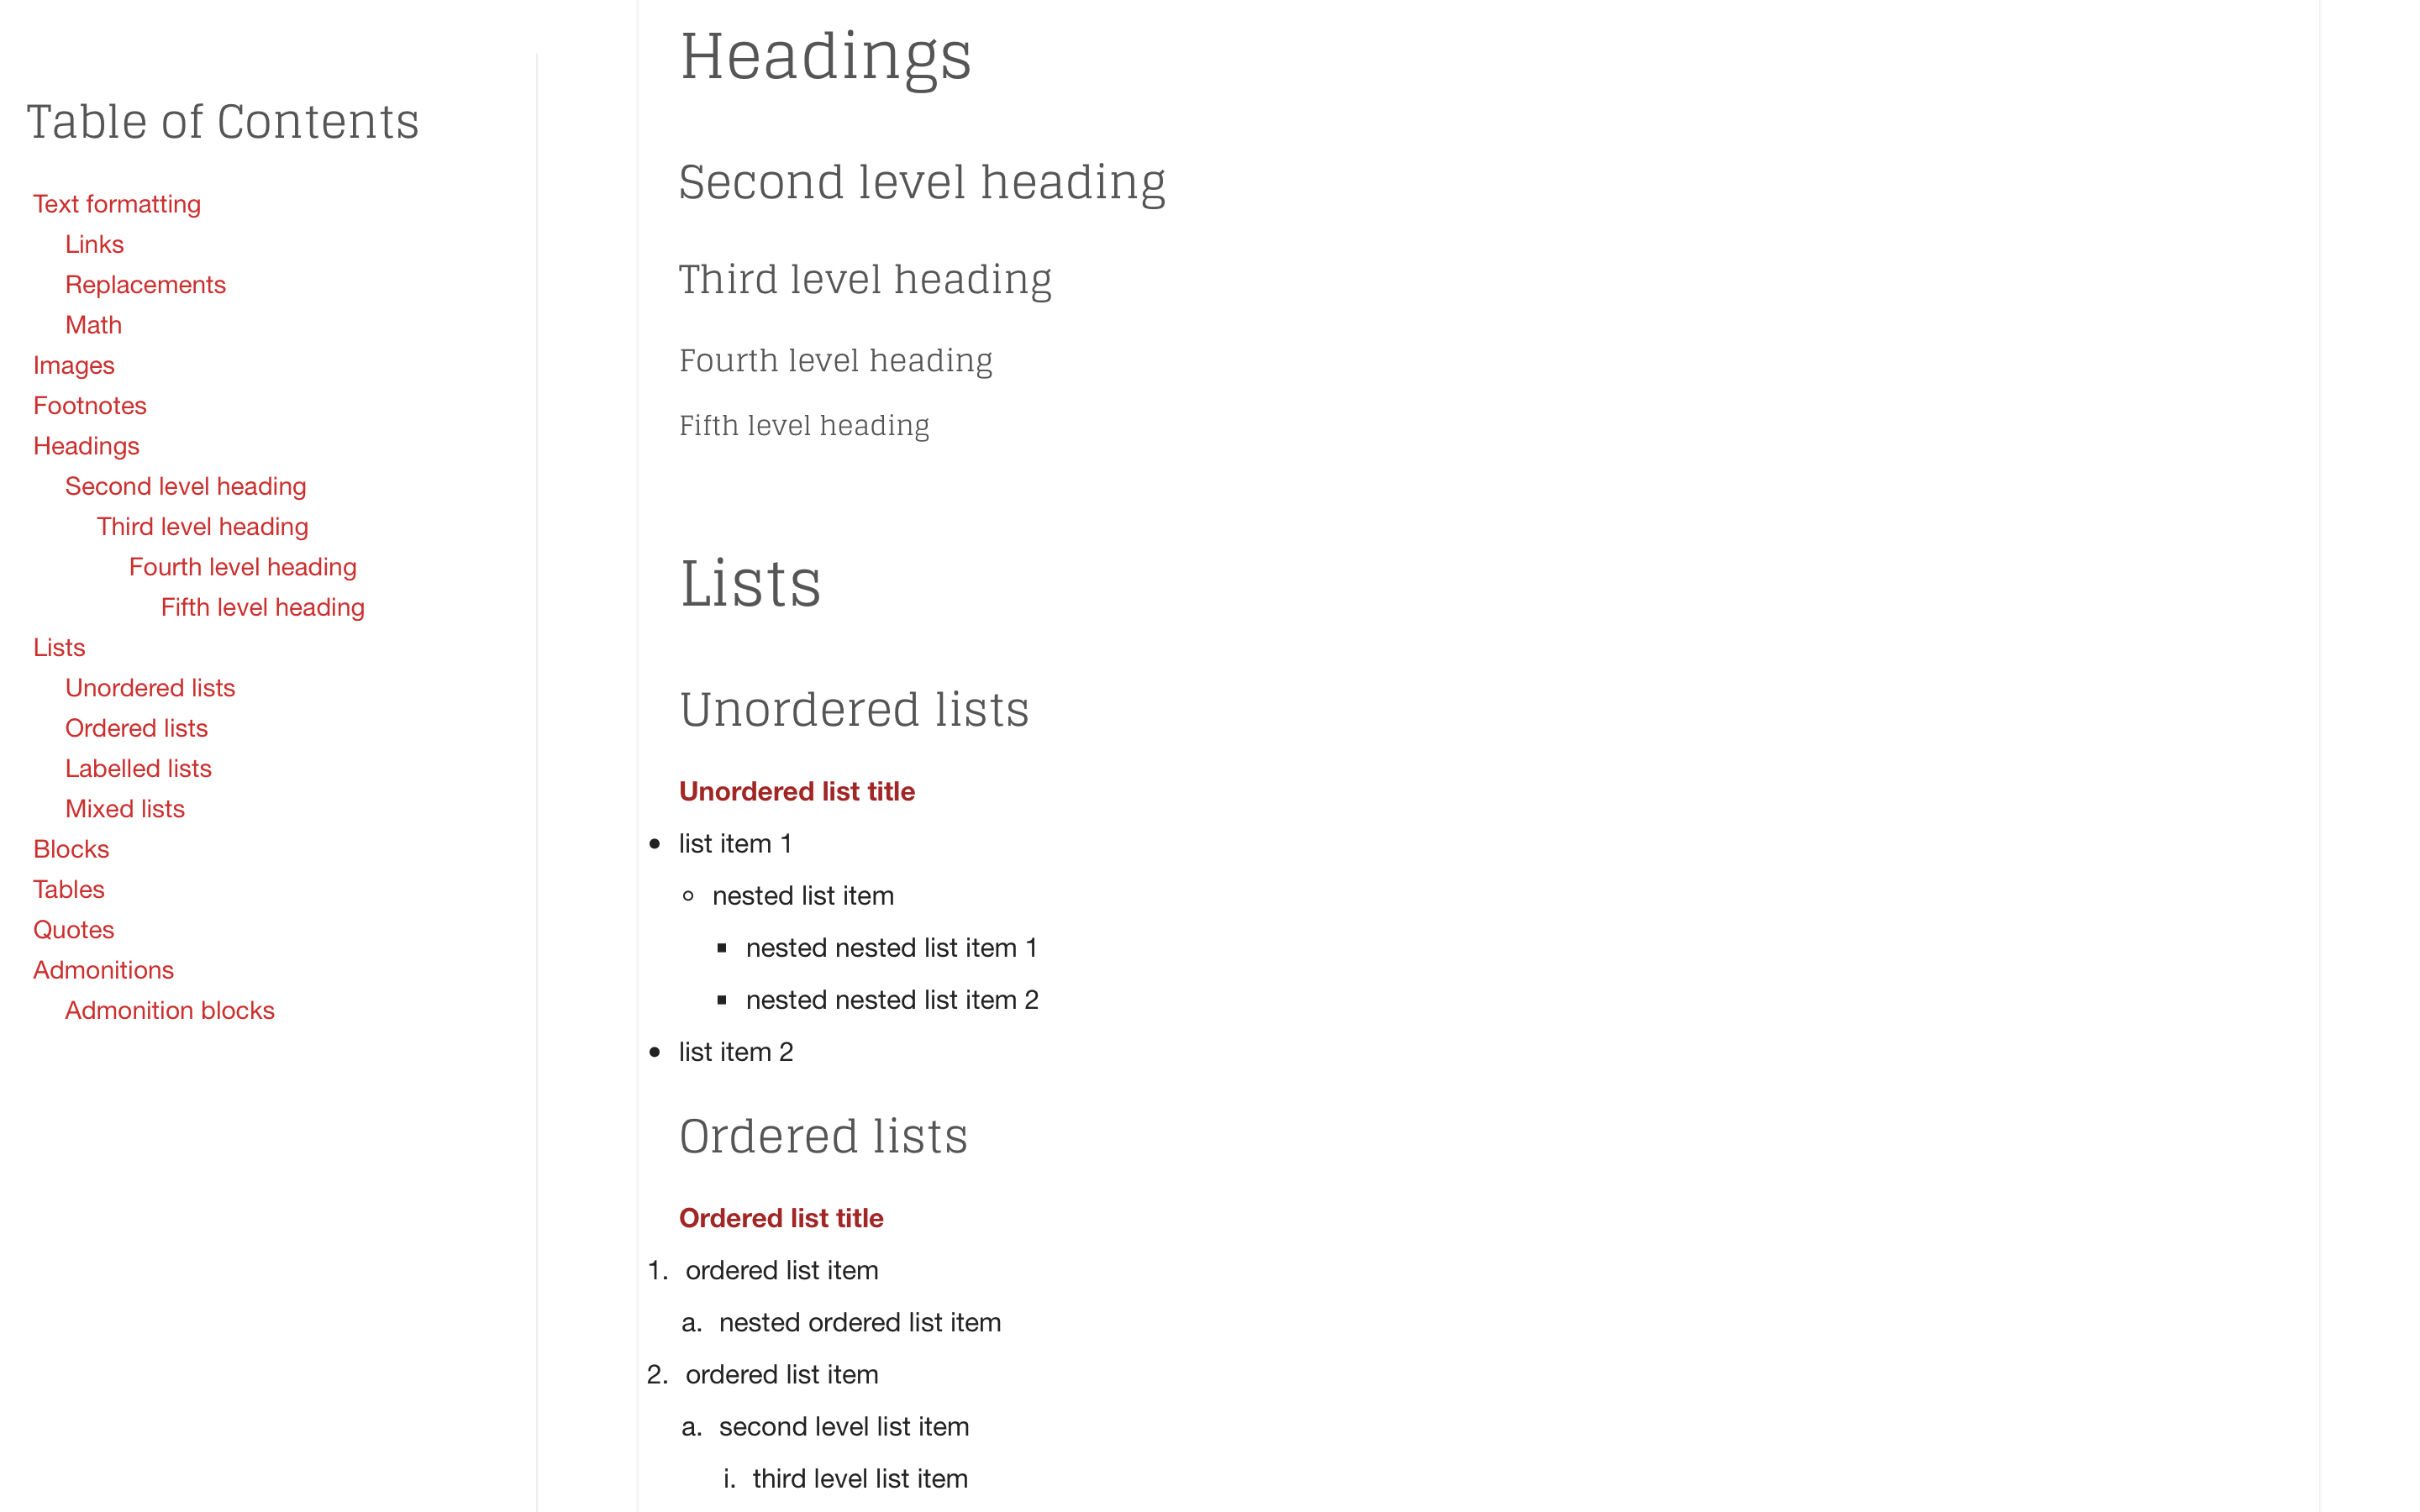 Table of Contents
Text formatting
Links
Replacements
Math
Images
Footnotes
Headings
Second level heading
Third level heading
Fourth level heading
Fifth level heading
Lists
Unordered lists
Ordered lists
Labelled lists
Mixed lists
Blocks
Tables
Quotes
Admonitions
Admonition blocks
Headings
Second level heading
Third level heading
Fourth level heading
Fifth level heading
Lists
Unordered lists
Unordered list title
• list item 1
◦ nested list item
▪ nested nested list item 1
▪ nested nested list item 2
• list item 2
Ordered lists
Ordered list title
1. ordered list item
a. nested ordered list item
2. ordered list item
a. second level list item
i. third level list item